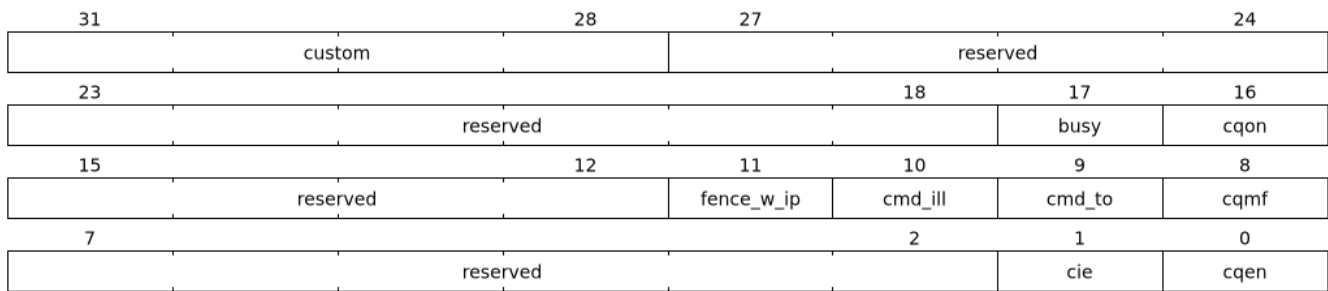 31 28 27 24
custom reserved
23 18 17 16
reserved busy cqon
15 12 11 10 9 8
reserved fence_w_ip cmd_ill cmd_to cqmf
7 2 1 0
reserved cie cqen